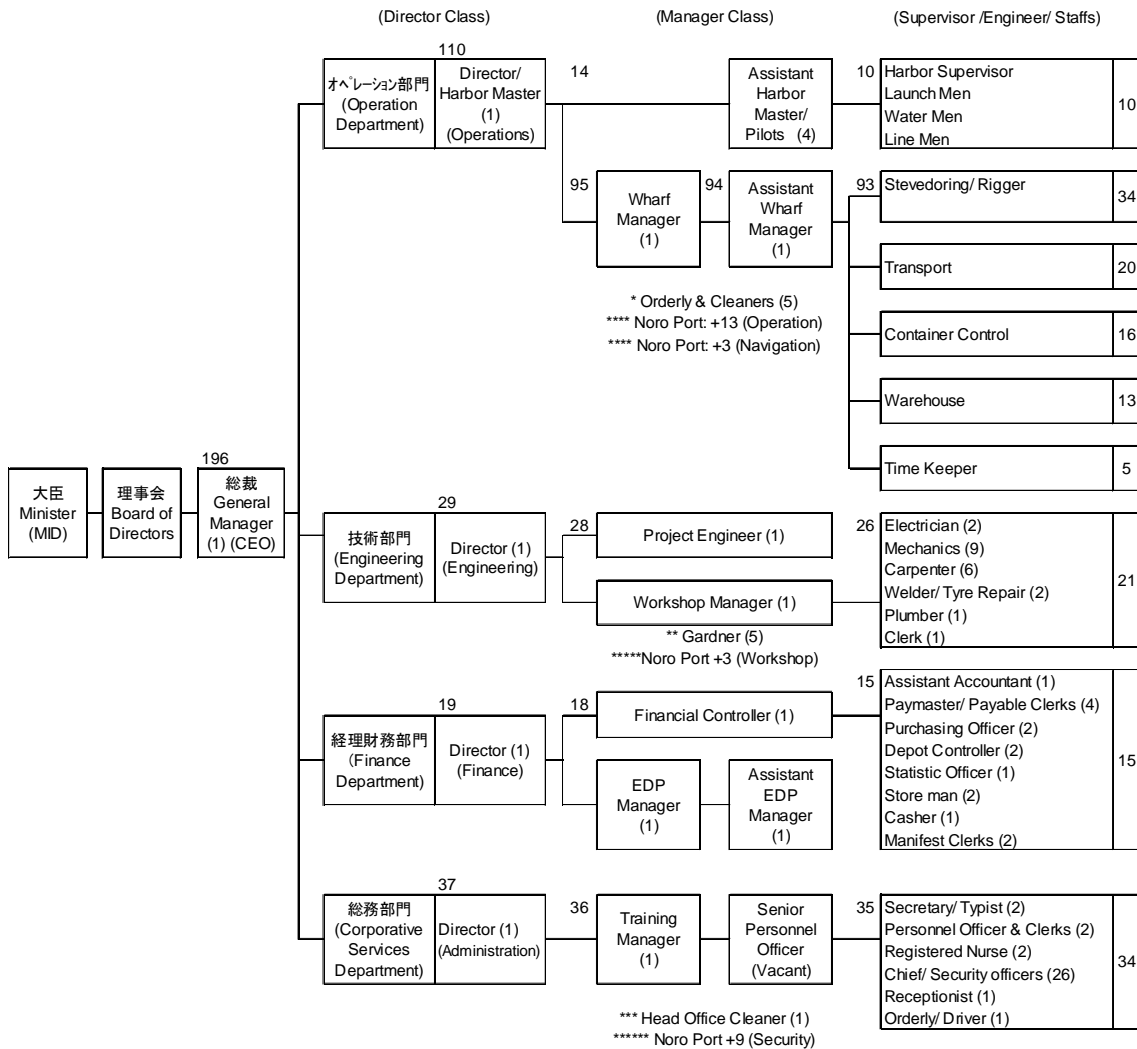 (Director Class)
(Manager Class)
(Supervisor /Engineer/ Staffs)
110
オペレーション部門
(Operation
Department)
Director/
Harbor Master
(1)
(Operations)
14
Assistant
Harbor
Master/
Pilots (4)
10
Harbor Supervisor
Launch Men
Water Men
Line Men
10
95
Wharf
Manager
(1)
94
Assistant
Wharf
Manager
(1)
93
Stevedoring/ Rigger
34
Transport
20
* Orderly & Cleaners (5)
**** Noro Port: +13 (Operation)
**** Noro Port: +3 (Navigation)
Container Control
16
Warehouse
13
Time Keeper
5
大臣
Minister
(MID)
理事会
Board of
Directors
196
総裁
General
Manager
(1) (CEO)
29
技術部門
(Engineering
Department)
Director (1)
(Engineering)
28
Project Engineer (1)
Workshop Manager (1)
** Gardner (5)
*****Noro Port +3 (Workshop)
26
Electrician (2)
Mechanics (9)
Carpenter (6)
Welder/ Tyre Repair (2)
Plumber (1)
Clerk (1)
21
19
経理財務部門
(Finance
Department)
Director (1)
(Finance)
18
Financial Controller (1)
EDP
Manager
(1)
Assistant
EDP
Manager
(1)
15
Assistant Accountant (1)
Paymaster/ Payable Clerks (4)
Purchasing Officer (2)
Depot Controller (2)
Statistic Officer (1)
Store man (2)
Casher (1)
Manifest Clerks (2)
15
37
総務部門
(Corporative
Services
Department)
Director (1)
(Administration)
36
Training
Manager
(1)
Senior
Personnel
Officer
(Vacant)
35
Secretary/ Typist (2)
Personnel Officer & Clerks (2)
Registered Nurse (2)
Chief/ Security officers (26)
Receptionist (1)
Orderly/ Driver (1)
34
*** Head Office Cleaner (1)
****** Noro Port +9 (Security)